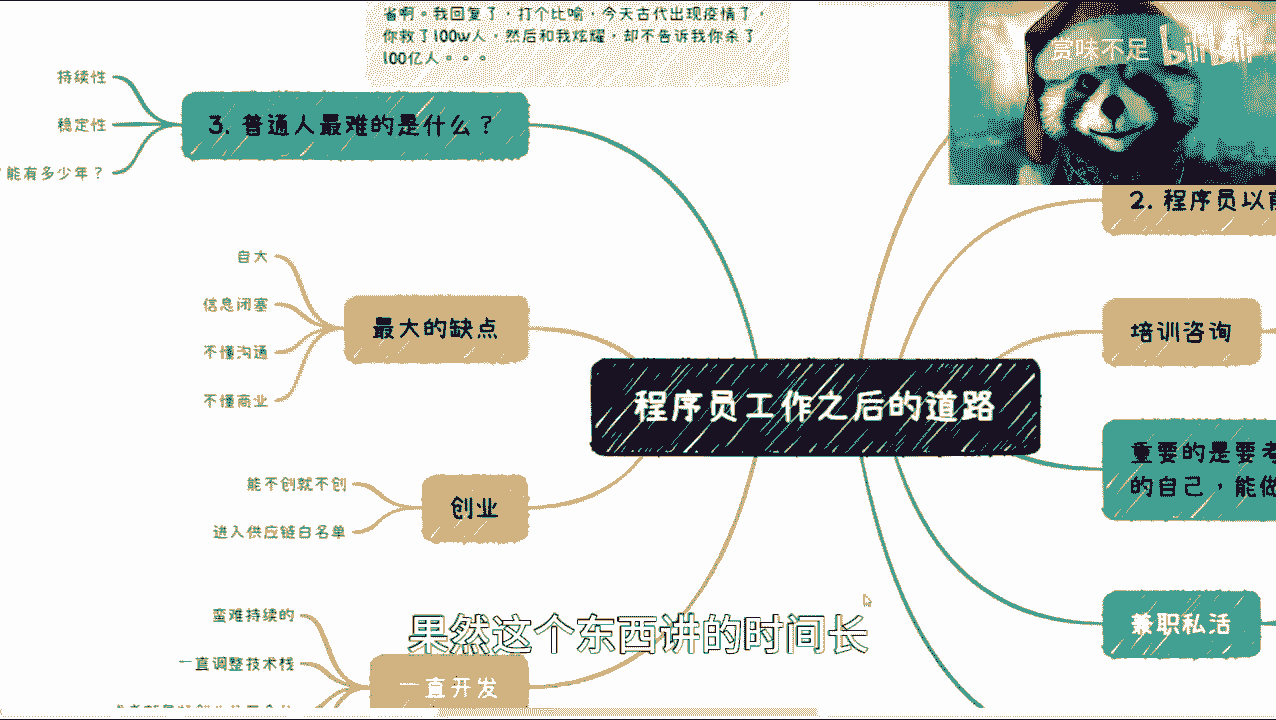 省啊。我回复了，打个比喻，今天古代出现疫情了，
你救了100w人，然后和我炫耀，却不告诉我你杀了
100亿人。。。
赏味不足 bilibili
持续性
3. 普通人最难的是什么？
稳定性
能有多少年？
2. 程序员以前
自大
信息闭塞
最大的缺点
不懂沟通
不懂商业
培训咨询
程序员工作之后的道路
重要的是要考
的自己，能做
能不创就不创
创业
进入供应链白名单
兼职私活
蛮难持续的
果然这个东西讲的时间长
一直调整技术栈
一直开发